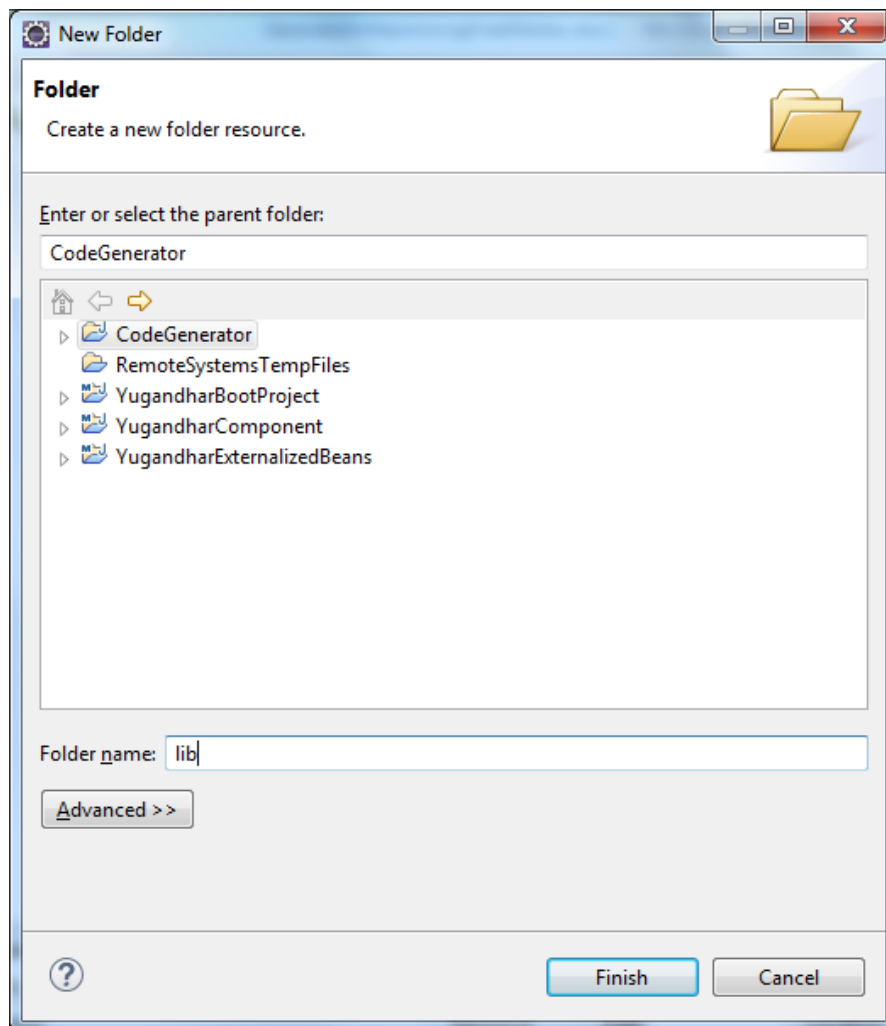 New Folder
Folder
Create a new folder resource.
Enter or select the parent folder:
CodeGenerator
CodeGenerator
RemoteSystemsTempFiles
YugandharBootProject
YugandharComponent
YugandharExternalizedBeans
Folder name: lib
Advanced >>
Finish Cancel